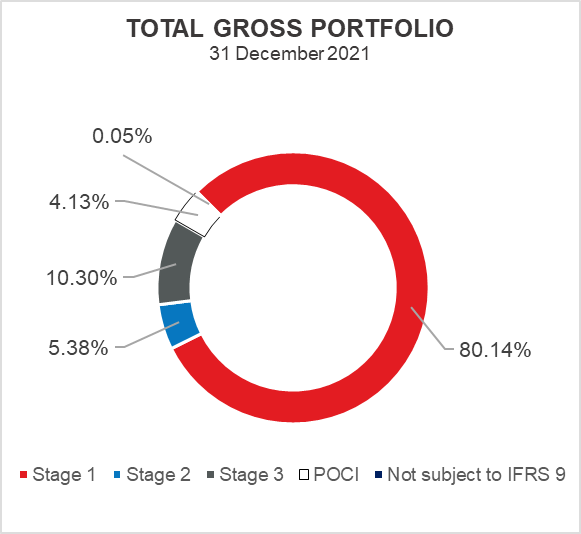 TOTAL GROSS PORTFOLIO
31 December 2021
0.05%
4.13%
10.30%
5.38%
80.14%
Stage 1 Stage 2 Stage 3 POCI Not subject to IFRS 9